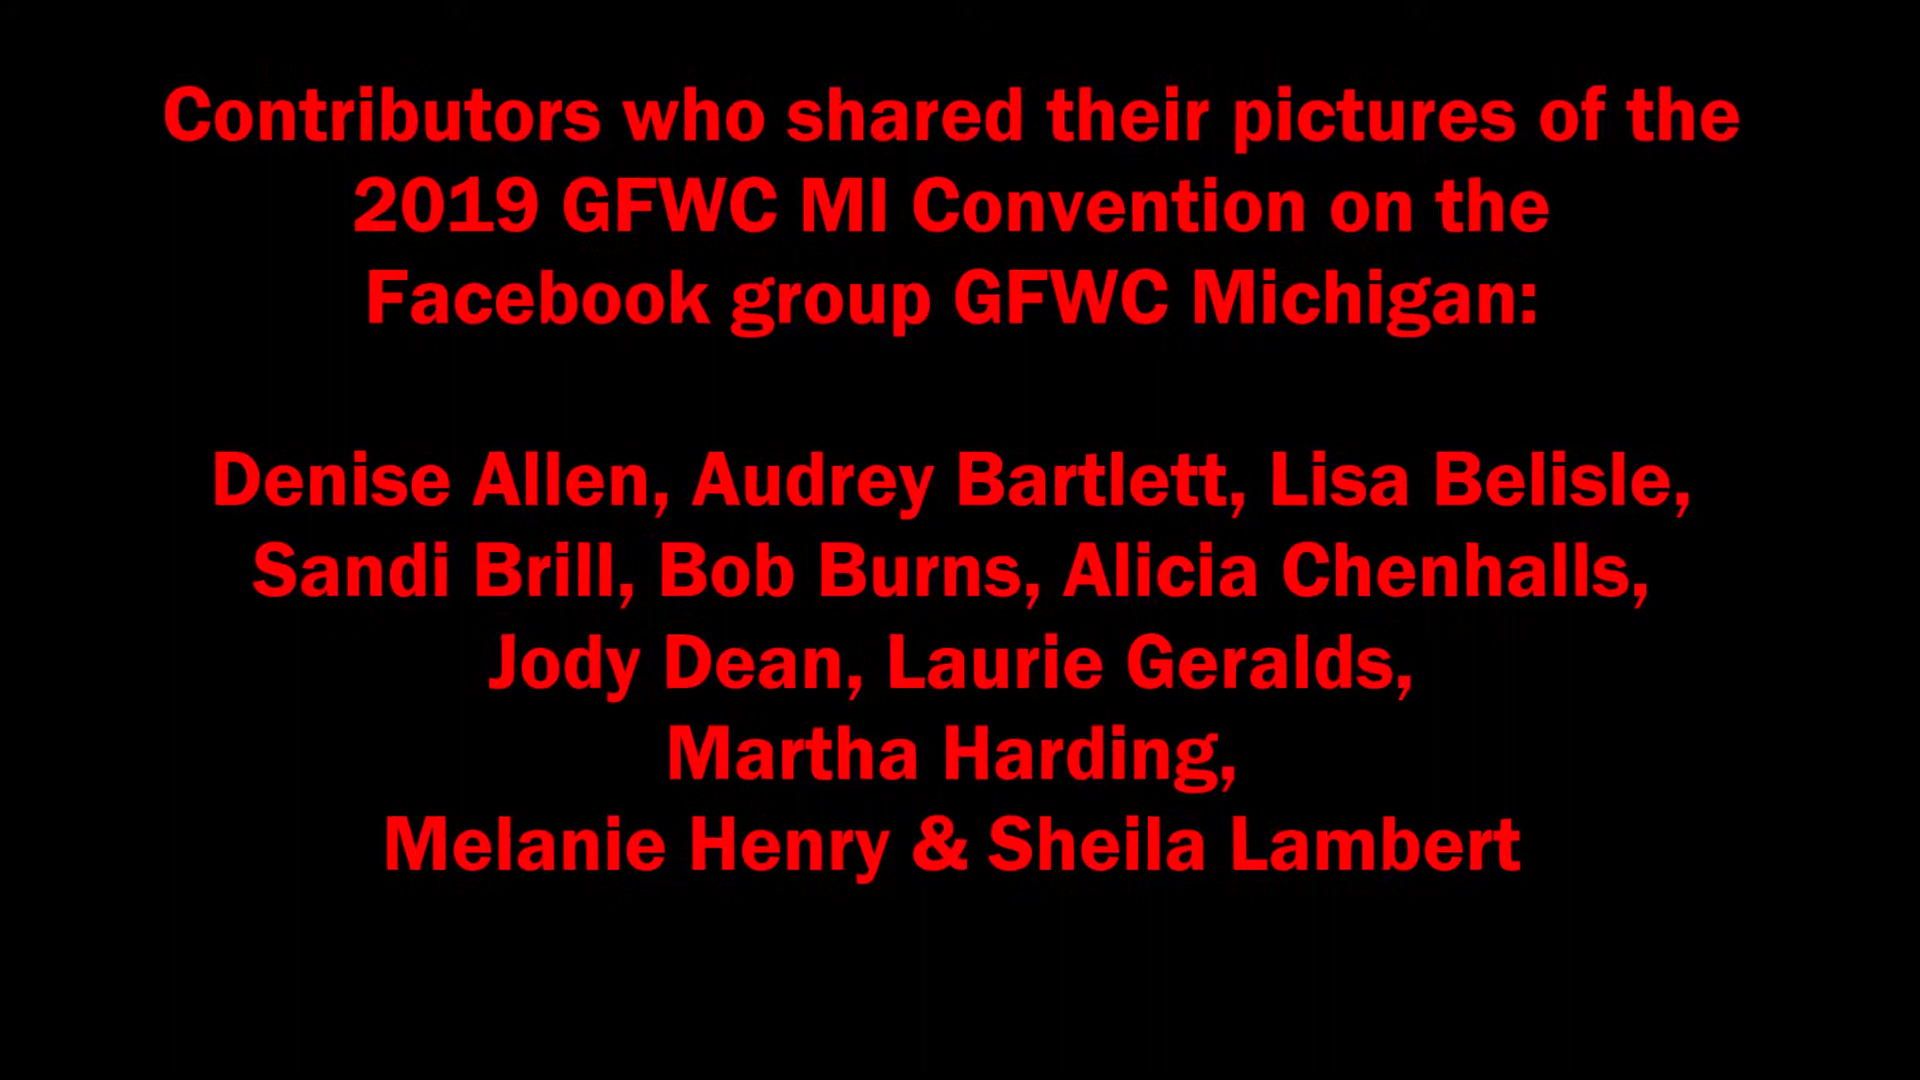 Contributors who shared their pictures of the
2019 GFWC MI Convention on the
Facebook group GFWC Michigan:
Denise Allen, Audrey Bartlett, Lisa Belisle,
Sandi Brill, Bob Burns, Alicia Chenhalls,
Jody Dean, Laurie Geralds,
Martha Harding,
Melanie Henry & Sheila Lambert